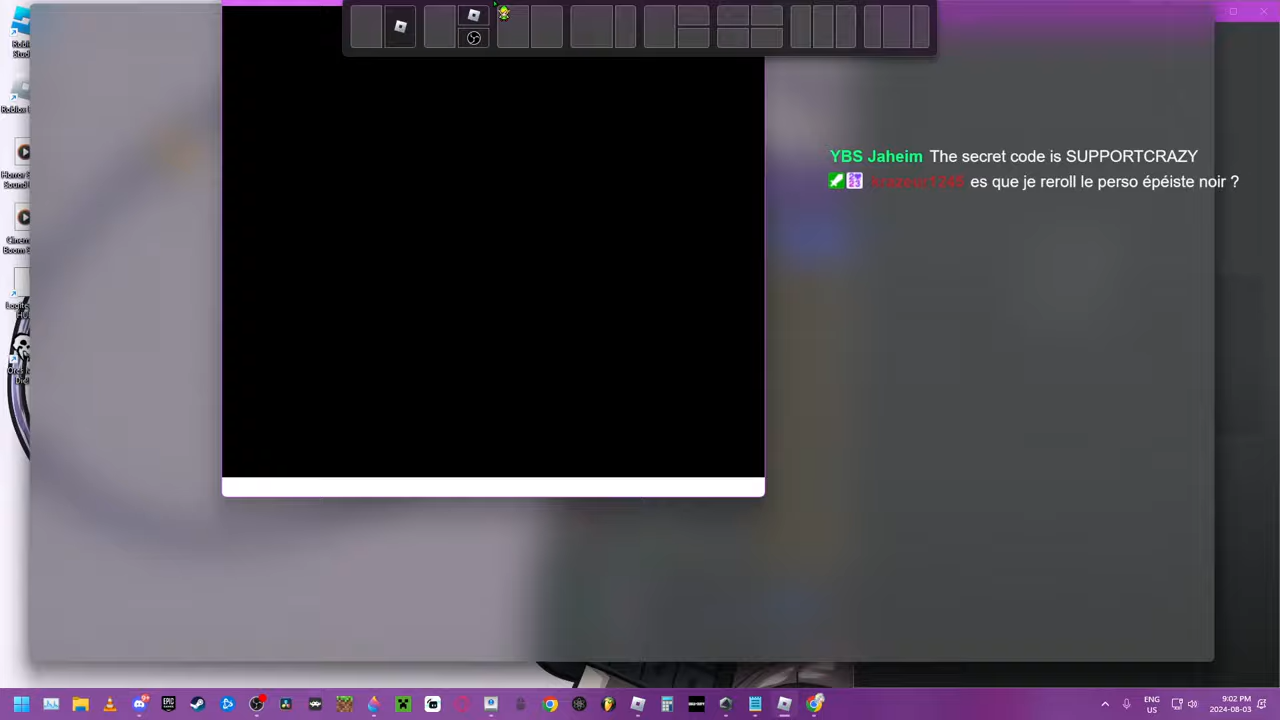 YBS Jaheim The secret code is SUPPORTCRAZY
es que je reroll le perso épéiste noir ?
ENG
US
9:02 PM
2024-08-03